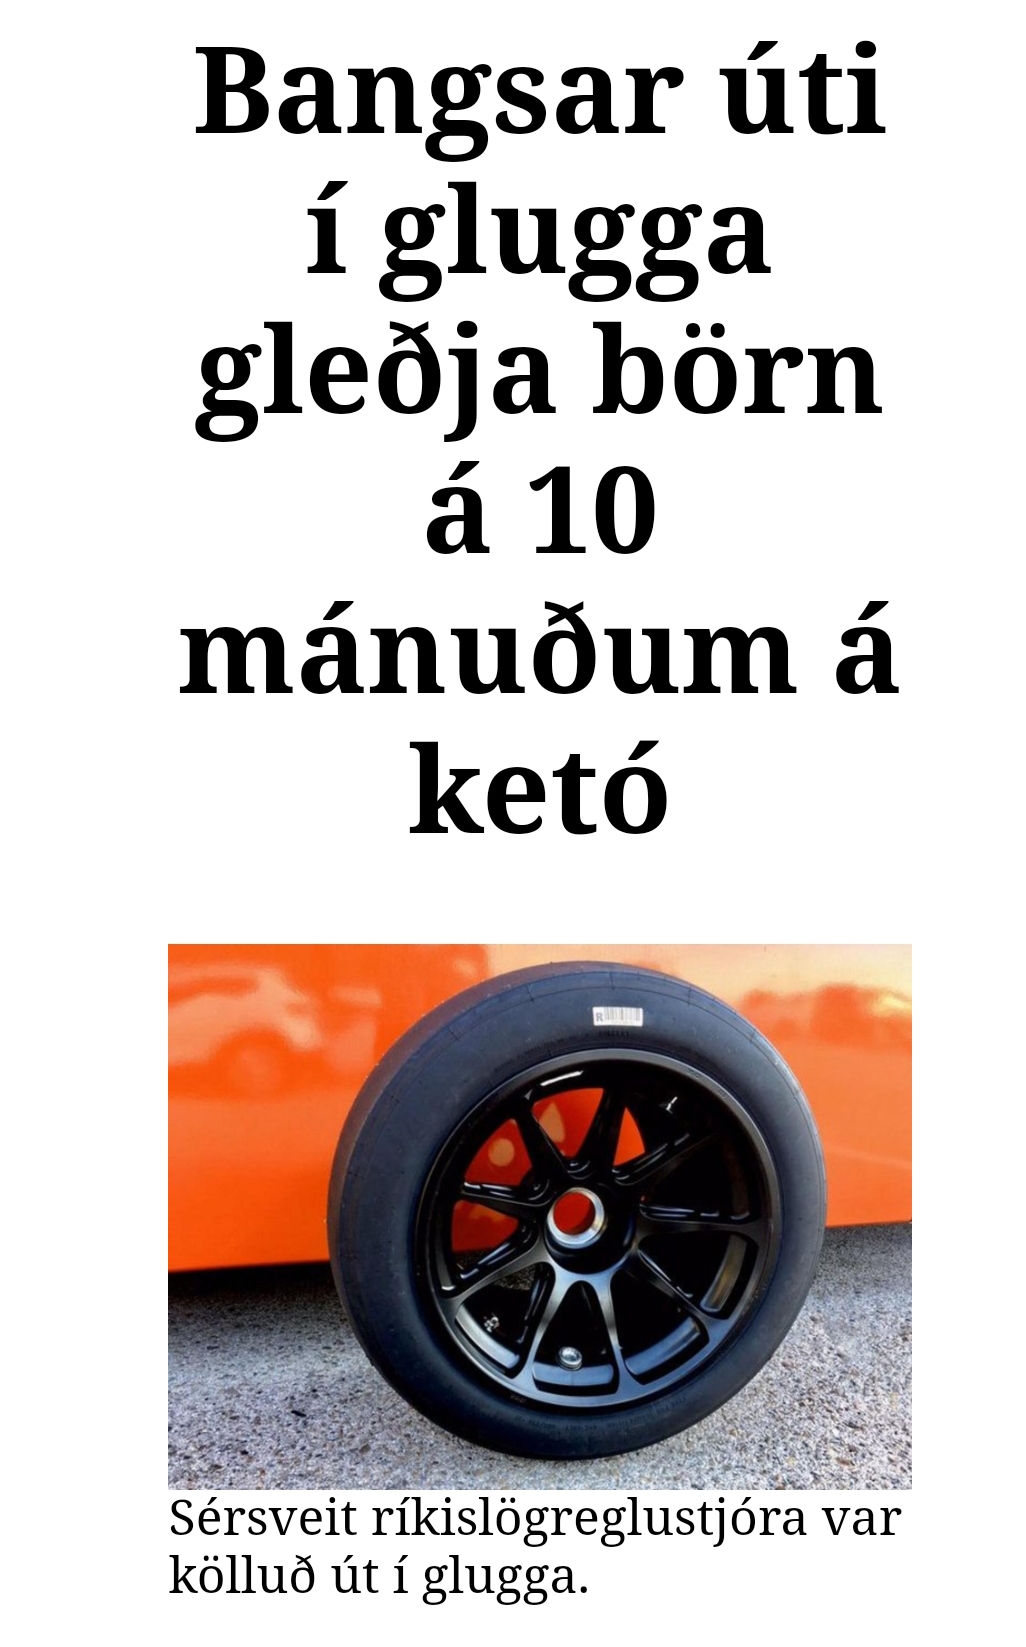 Bangsar úti
í glugga
gleðja börn
á 10
mánuðum á
ketó
R
Sérsveit ríkislögreglustjóra var
kölluð út í glugga.